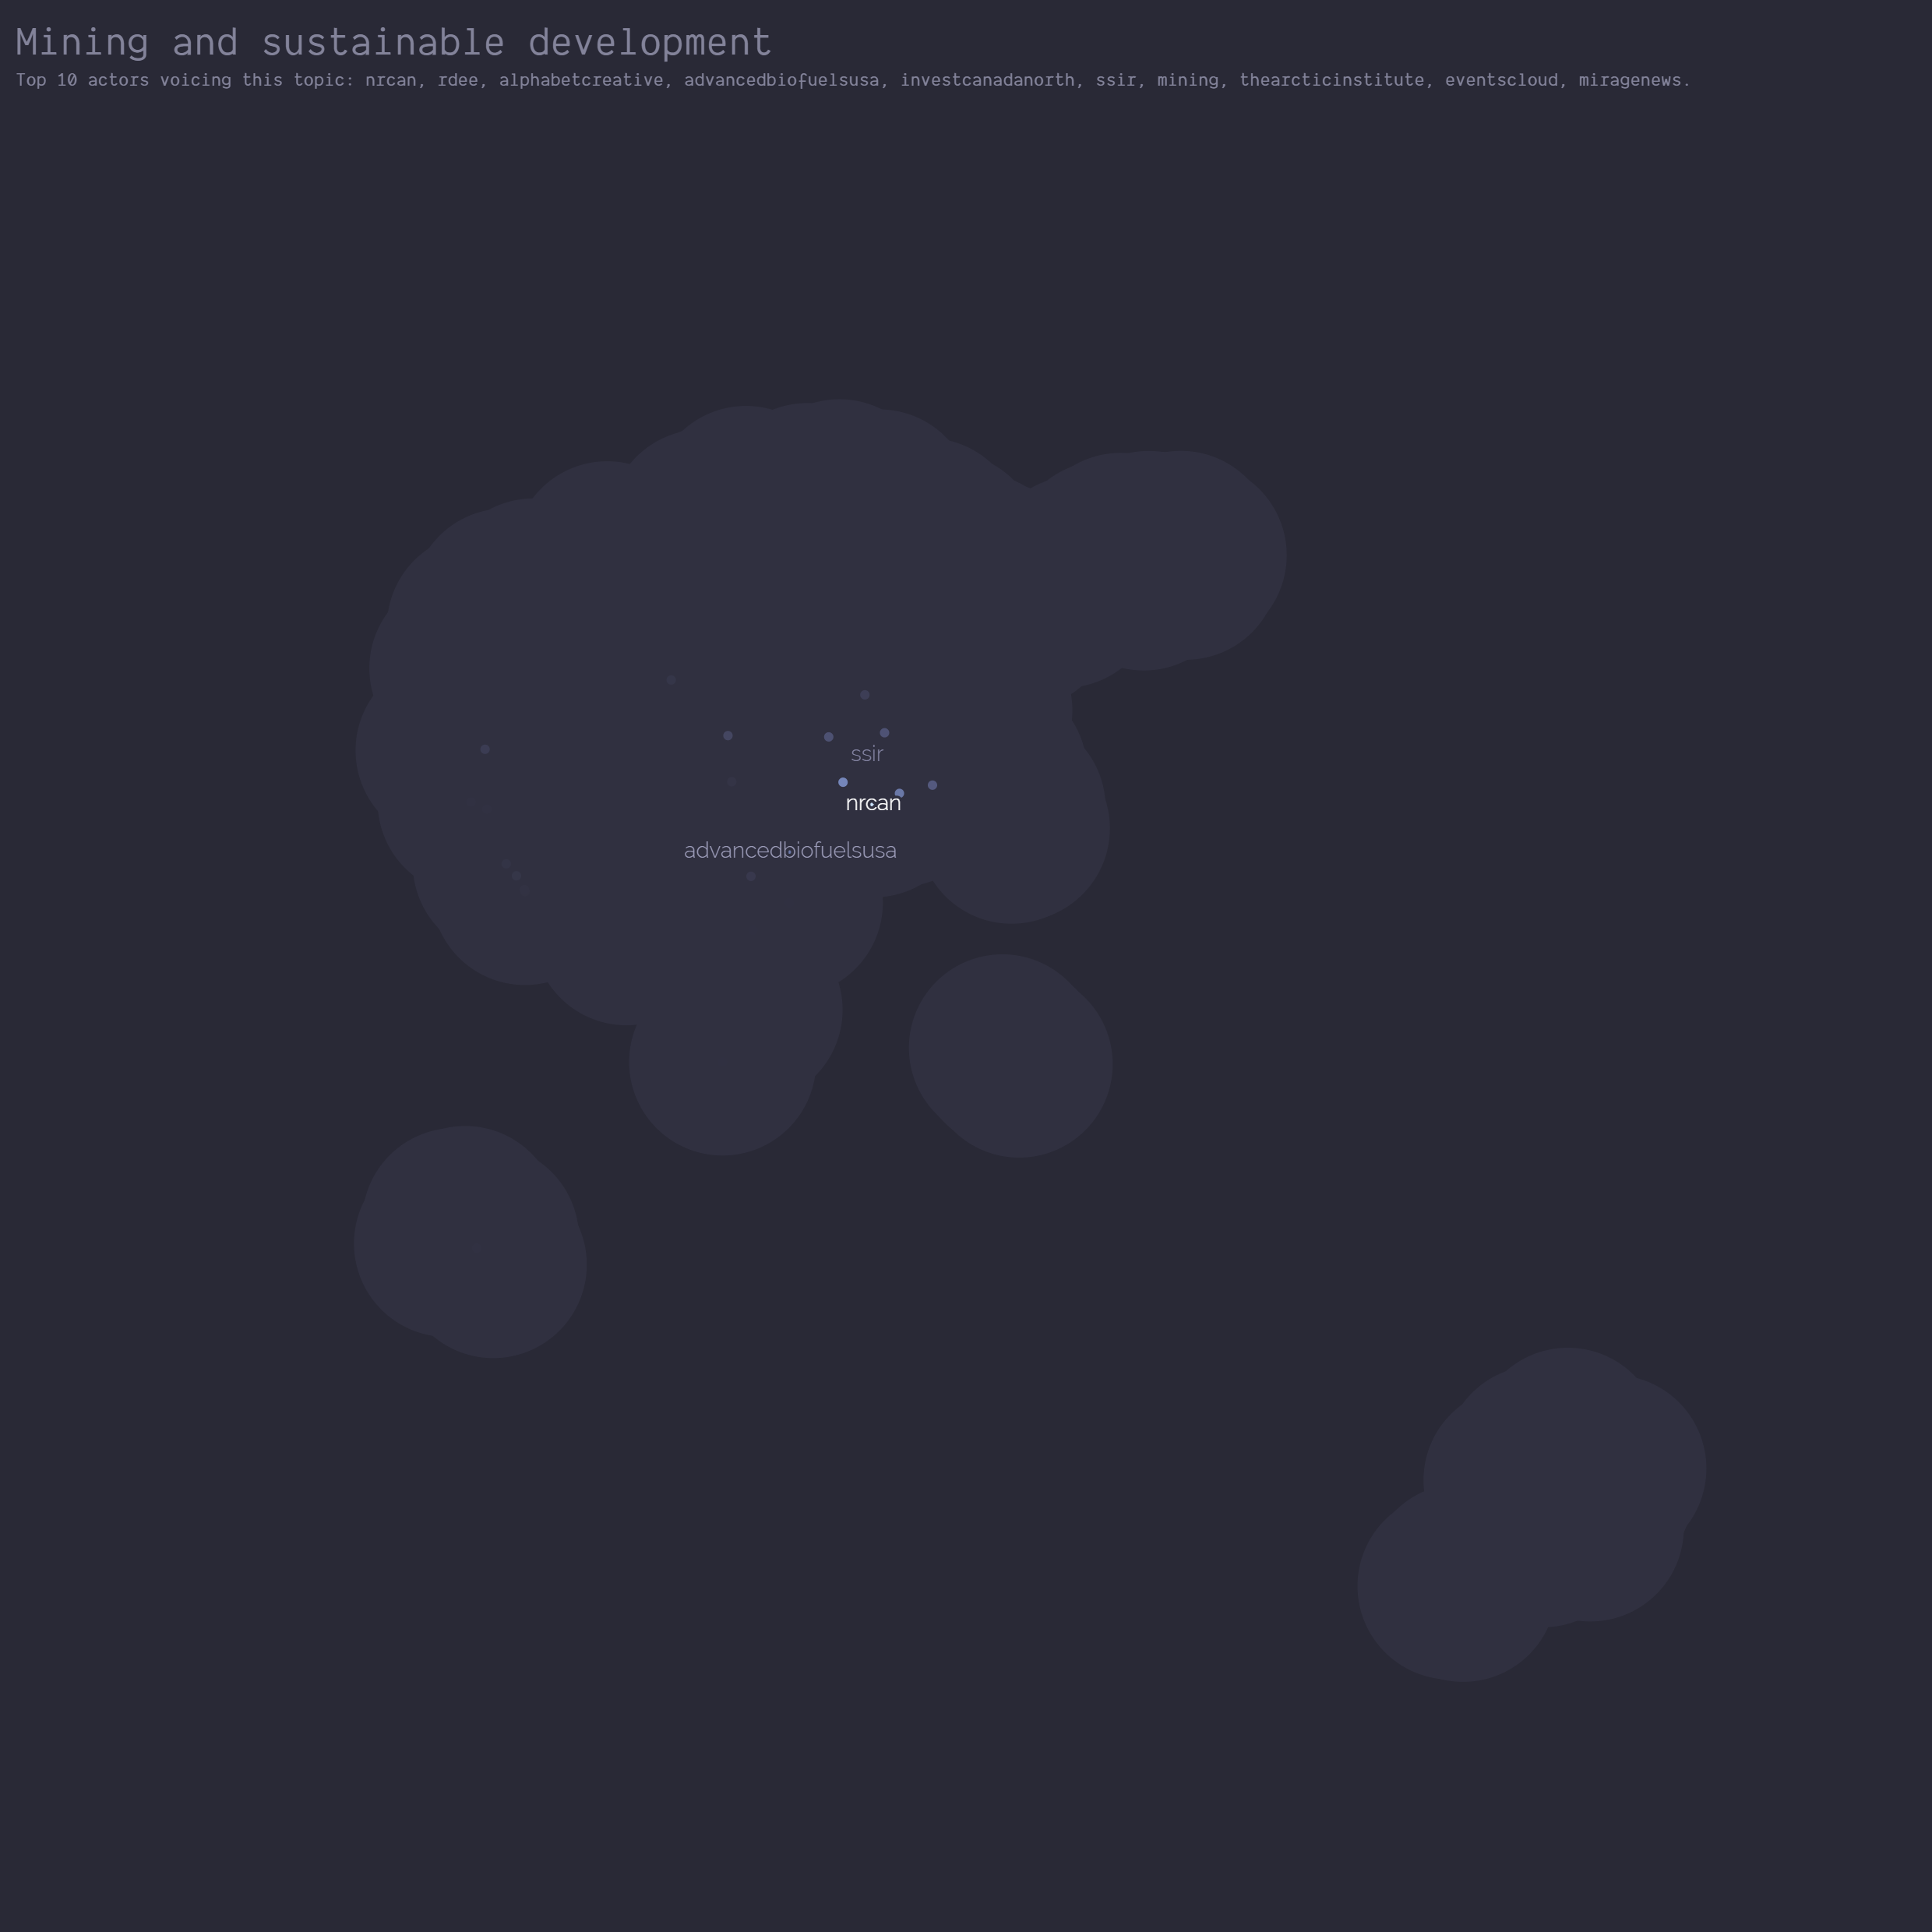 Mining and sustainable development
Top 10 actors voicing this topic: nrcan, rdee, alphabetcreative, advancedbiofuelsusa, investcanadanorth, ssir, mining, thearcticinstitute, eventscloud, miragenews.
ssir
nrcan
advancedbiofuelsusa